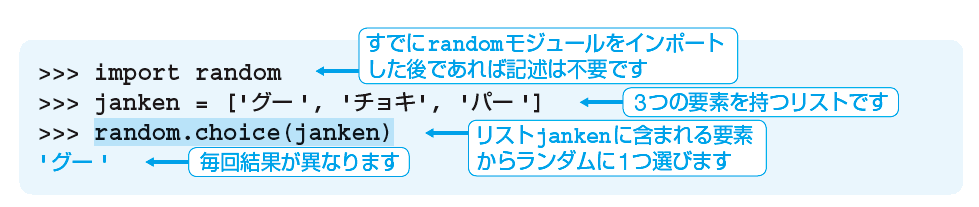 すでにrandomモジュールをインポート
した後であれば記述は不要です
>>> import random
>>> janken = ['グー', 'チョキ', 'パー']
3つの要素を持つリストです
>>> random.choice(janken)
リストjankenに含まれる要素
からランダムに1つ選びます
'グー'
毎回結果が異なります